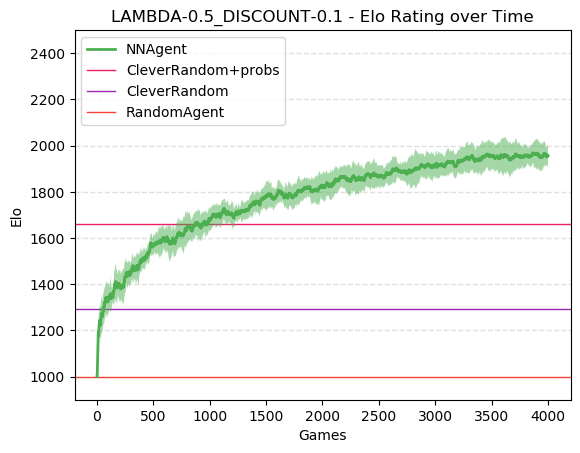 LAMBDA-0.5_DISCOUNT-0.1 - Elo Rating over Time
NNAgent
CleverRandom+probs
CleverRandom
RandomAgent
2400
2200
2000
1800
1600
1400
1200
1000
Elo
0 500 1000 1500 2000 2500 3000 3500 4000
Games